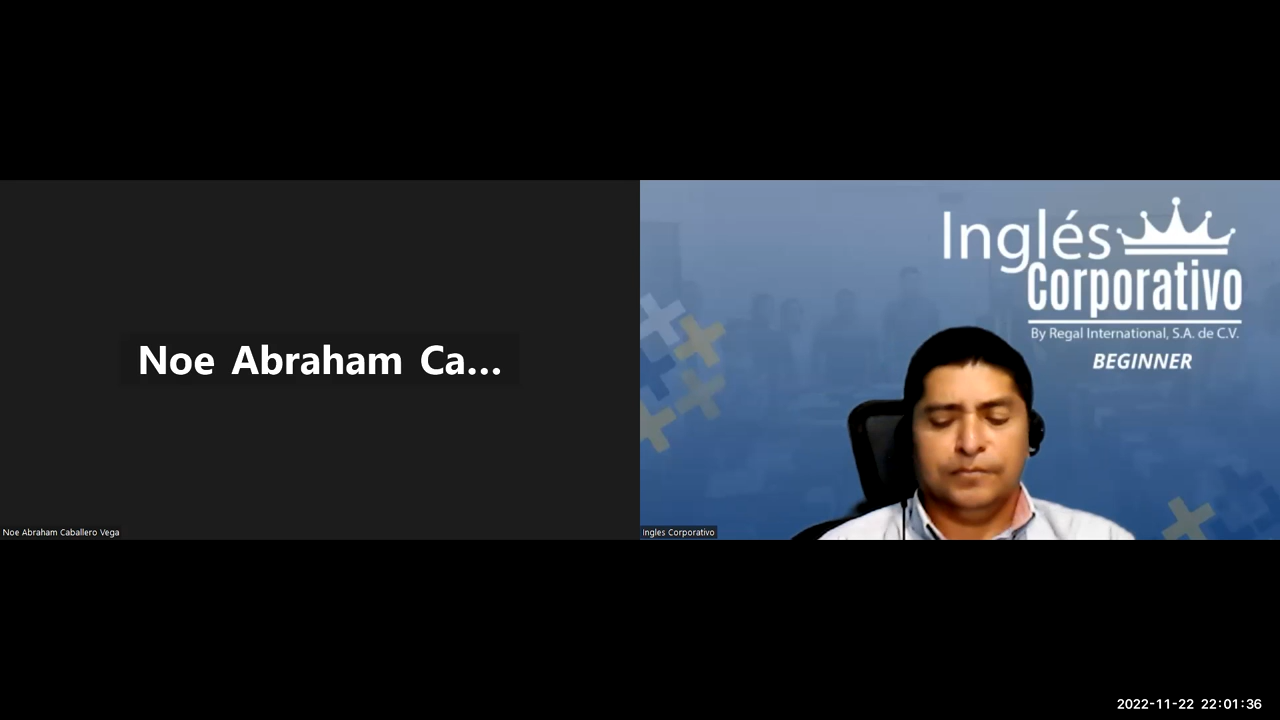 Noe Abraham Ca...
Noe Abraham Caballero Vega
Inglés
Corporativo
By Regal International, S.A. de C.V.
BEGINNER
Ingles Corporativo
2022-11-22 22:01:36